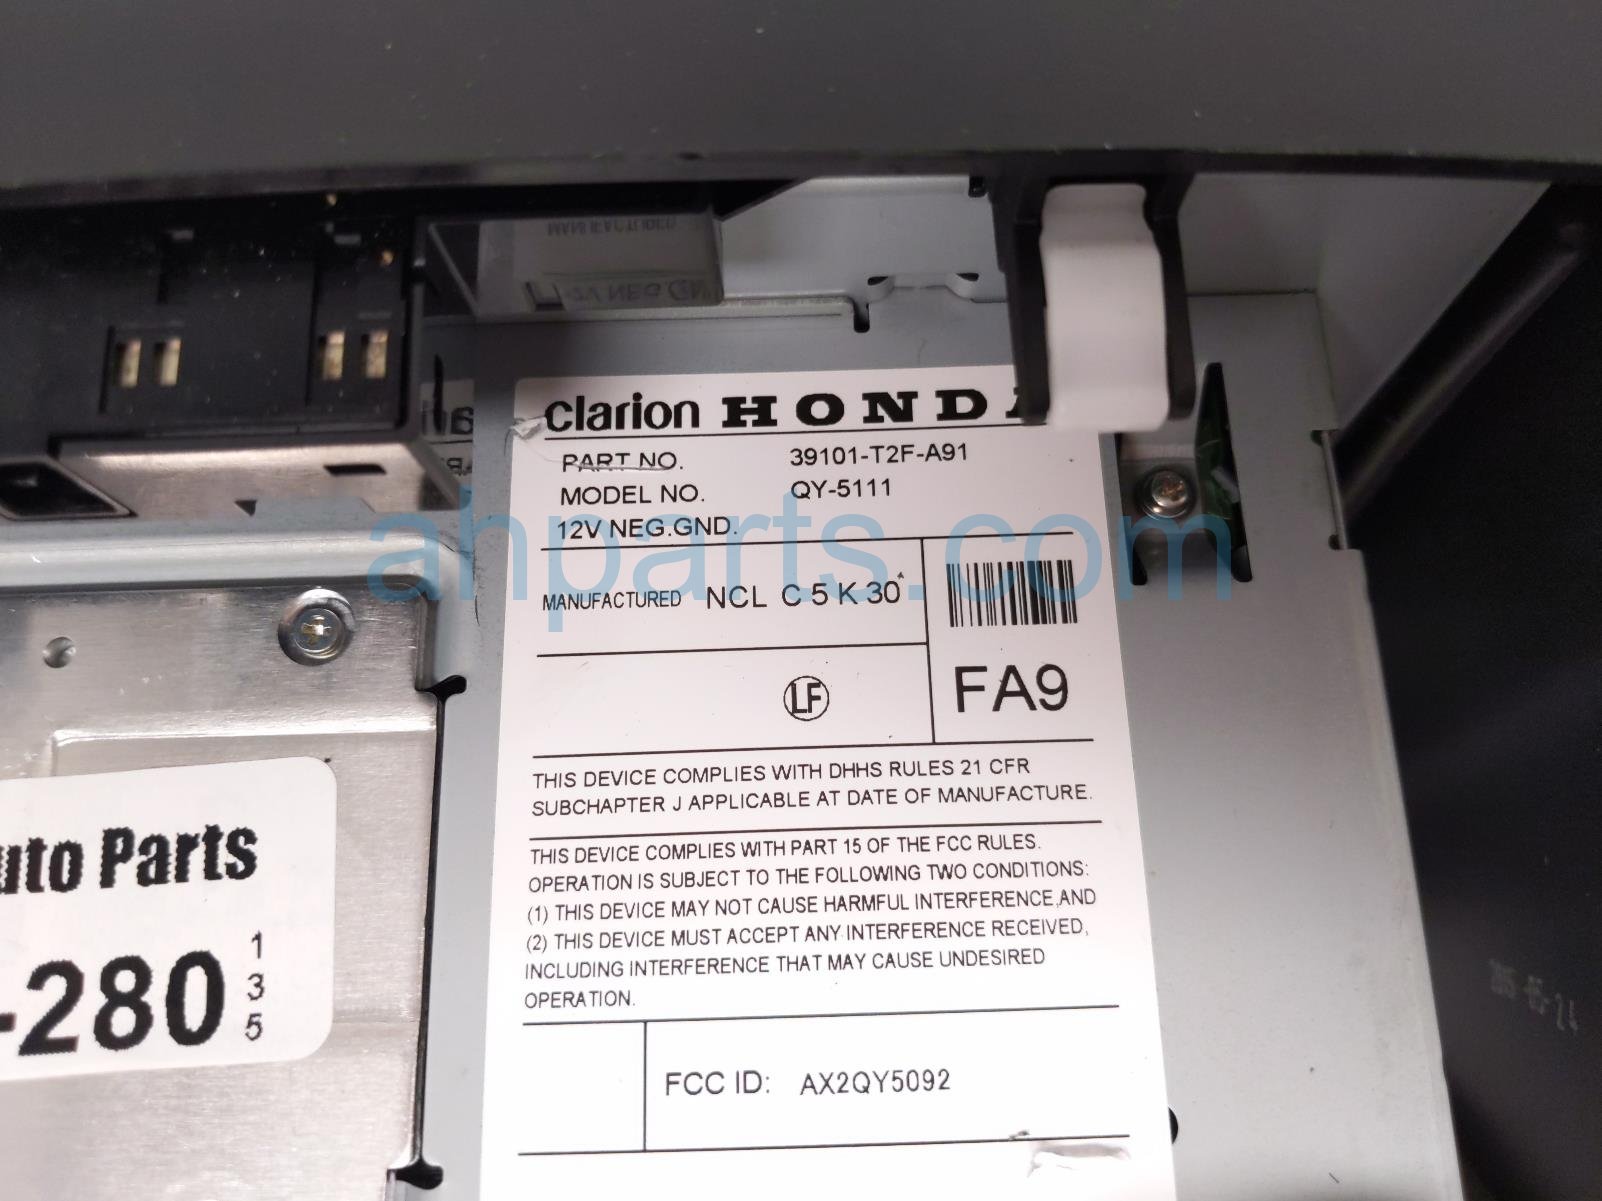 Clarion HONDA
PART NO. 39101-T2F-A91
MODEL NO. QY-5111
12V NEG.GND.
ahparts.com
MANUFACTURED NCL C 5 K 30
FA9
LF
THIS DEVICE COMPLIES WITH DHHS RULES 21 CFR
SUBCHAPTER J APPLICABLE AT DATE OF MANUFACTURE.
THIS DEVICE COMPLIES WITH PART 15 OF THE FCC RULES.
OPERATION IS SUBJECT TO THE FOLLOWING TWO CONDITIONS:
(1) THIS DEVICE MAY NOT CAUSE HARMFUL INTERFERENCE,AND
(2) THIS DEVICE MUST ACCEPT ANY INTERFERENCE RECEIVED,
INCLUDING INTERFERENCE THAT MAY CAUSE UNDESIRED
OPERATION.
FCC ID: AX2QY5092
uto Parts
-280
1
3
5